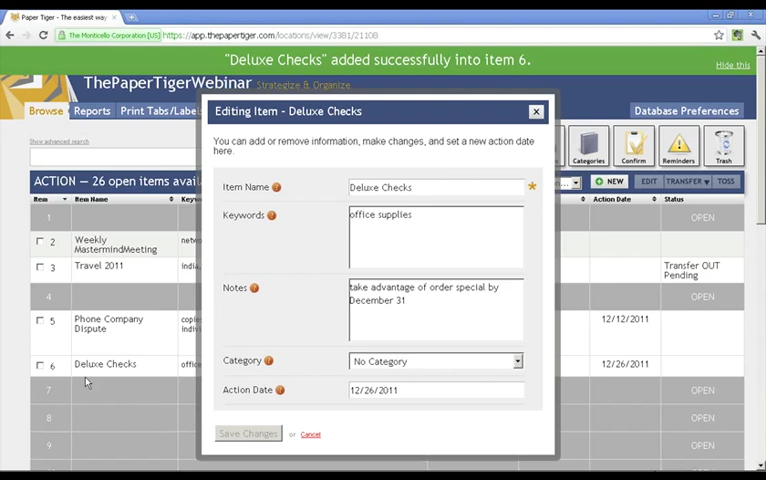 Paper Tiger - The easiest way
The Monticello Corporation [US] https://app.thepapertiger.com/locations/view/3381/21108
"Deluxe Checks" added successfully into item 6.
Hide this
ThePaperTigerWebinar Strategize & Organize
Browse Reports Print Tabs/Labels
Database Preferences
Show advanced search
Categories Confirm Reminders Trash
ACTION — 26 open items avail
NEW EDIT TRANSFER TOSS
Item Item Name Keyw
Action Date Status
1 OPEN
2 Weekly MastermindMeeting netwo
3 Travel 2011 india, Transfer OUT Pending
4 OPEN
5 Phone Company Dispute 12/12/2011
6 Deluxe Checks office 12/26/2011
7 OPEN
8 OPEN
9 OPEN
Editing Item - Deluxe Checks
You can add or remove information, make changes, and set a new action date
here.
Item Name Deluxe Checks
Keywords office supplies
Notes take advantage of order special by
December 31
Category No Category
Action Date 12/26/2011
Save Changes or Cancel